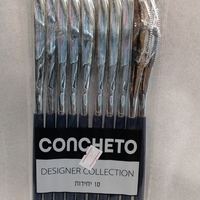 CONCHETO
DESIGNER COLLECTION
10 יחידות